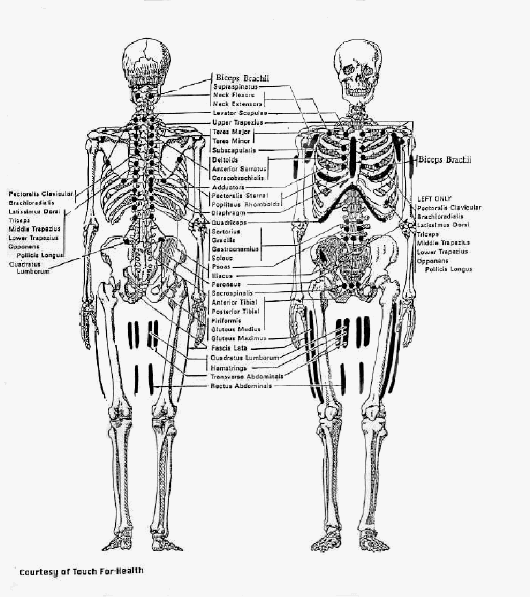 Biceps Brachii
Supraspinatus
Neck Flexors
Neck Extensors
Levator Scapulae
Upper Trapezius
Teres Major
Teres Minor
Subscapularis
Deltoids
Anterior Serratus
Coracobrachialis
Adductors
Pectoralis Sternal
Popliteus Rhomboids
Diaphragm
Quadriceps
Sartorius
Gracilis
Gastrocnemius
Soleus
Psoas
Iliacus
Peroneus
Sacrospinalis
Anterior Tibial
Posterior Tibial
Piriformis
Gluteus Medius
Gluteus Maximus
Fascia Lata
Quadratus Lumborum
Hamstrings
Transverse Abdominals
Rectus Abdominals
Pectoralis Clavicular
Brachioradialis
Latissimus Dorsi
Triceps
Middle Trapezius
Lower Trapezius
Opponens
Pollicis Longus
Quadratus
Lumborum
Biceps Brachii
LEFT ONLY
Pectoralis Clavicular
Brachioradialis
Latissimus Dorsi
Triceps
Middle Trapezius
Lower Trapezius
Opponens
Pollicis Longus
Courtesy of Touch For Health